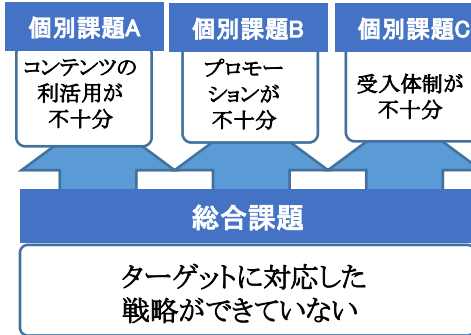 個別課題A
コンテンツの
利活用が
不十分
個別課題B
プロモー
ションが
不十分
個別課題C
受入体制が
不十分
総合課題
ターゲットに対応した
戦略ができていない